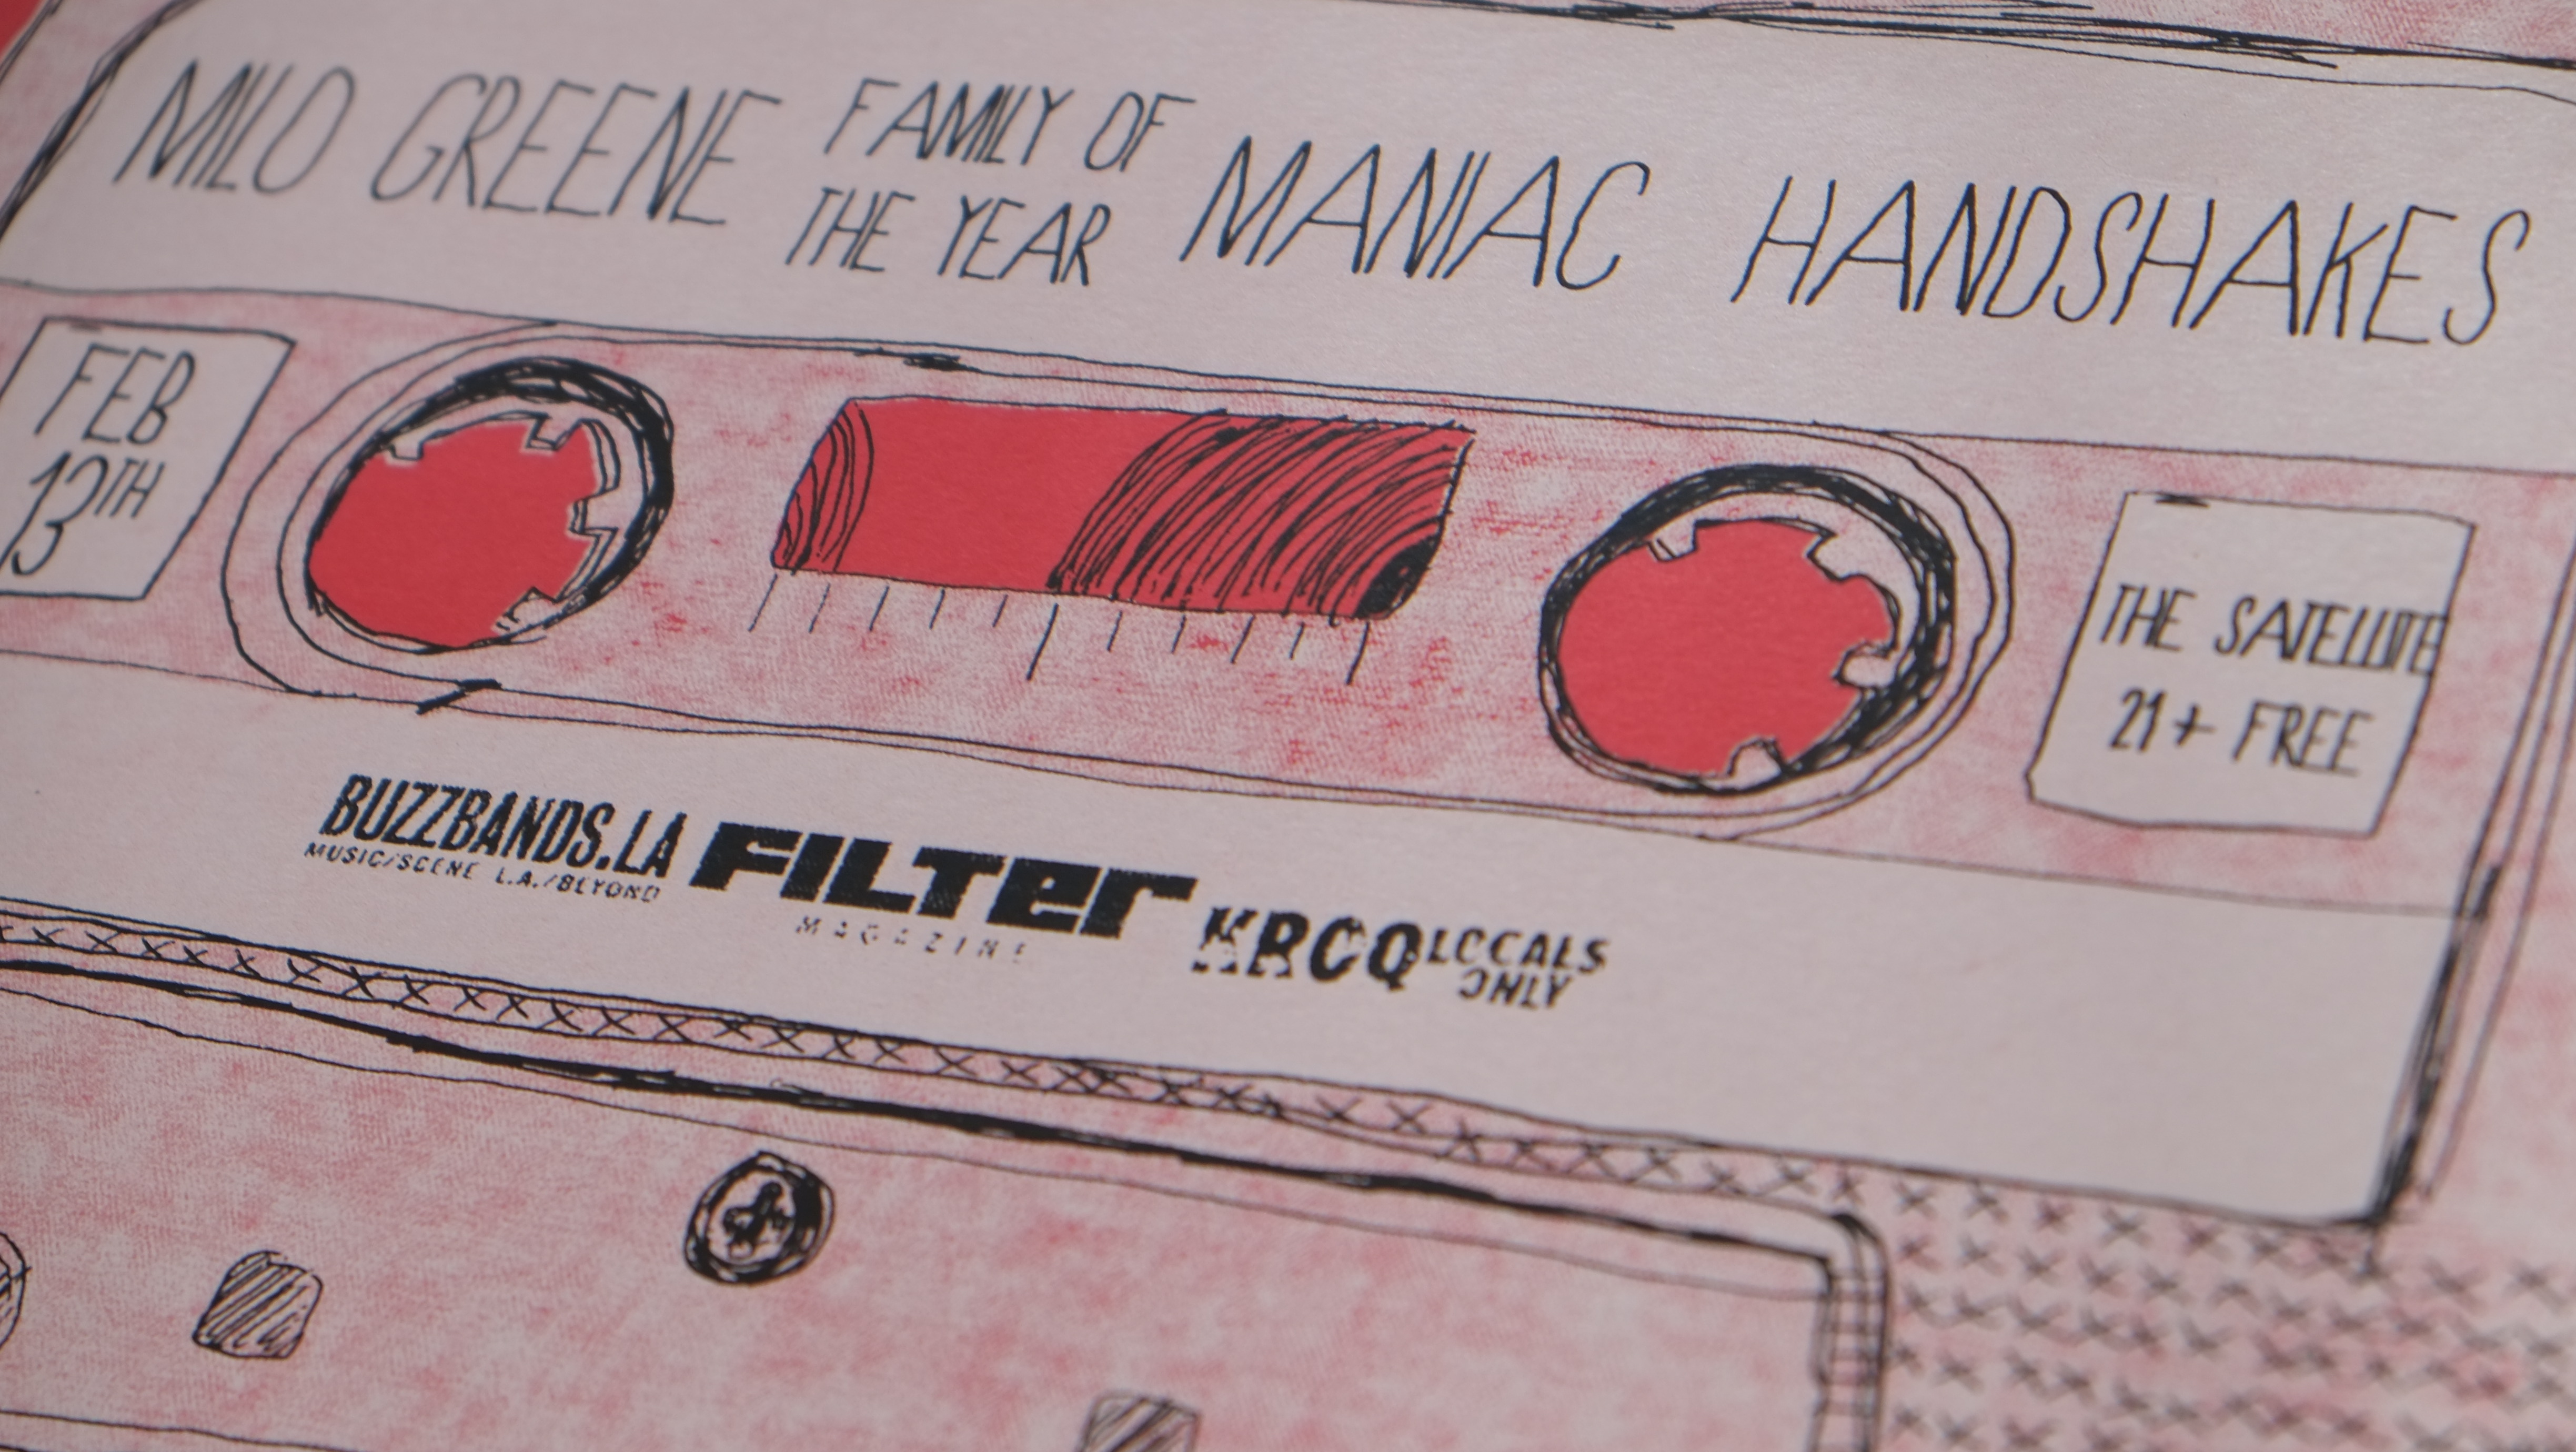 MILO GREENE
FAMILY OF
THE YEAR
MANIAC
HANDSHAKES
FEB
13TH
THE SATELLITE
21+ FREE
BUZZBANDS.LA
MUSIC/SCENE L.A./BEYOND
FILTER
MAGAZINE
KROQ LOCALS
ONLY